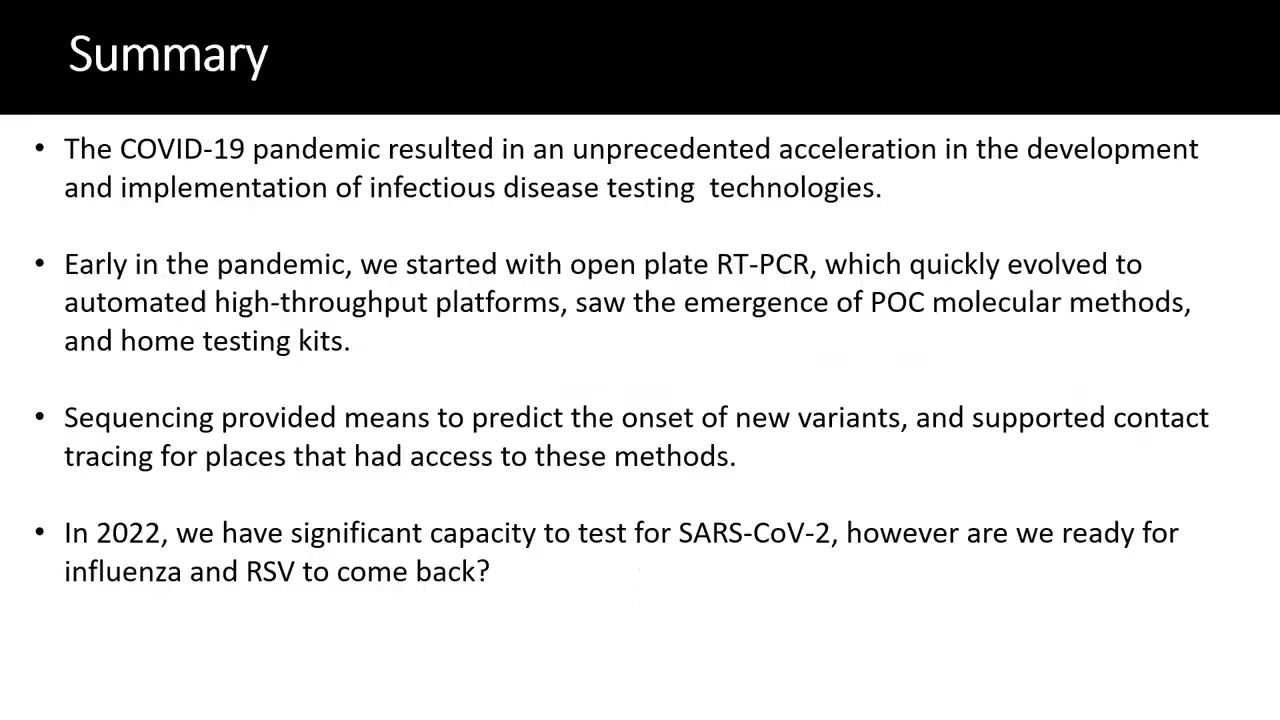 Summary
• The COVID-19 pandemic resulted in an unprecedented acceleration in the development
and implementation of infectious disease testing  technologies.
• Early in the pandemic, we started with open plate RT-PCR, which quickly evolved to
automated high-throughput platforms, saw the emergence of POC molecular methods,
and home testing kits.
• Sequencing provided means to predict the onset of new variants, and supported contact
tracing for places that had access to these methods.
• In 2022, we have significant capacity to test for SARS-CoV-2, however are we ready for
influenza and RSV to come back?